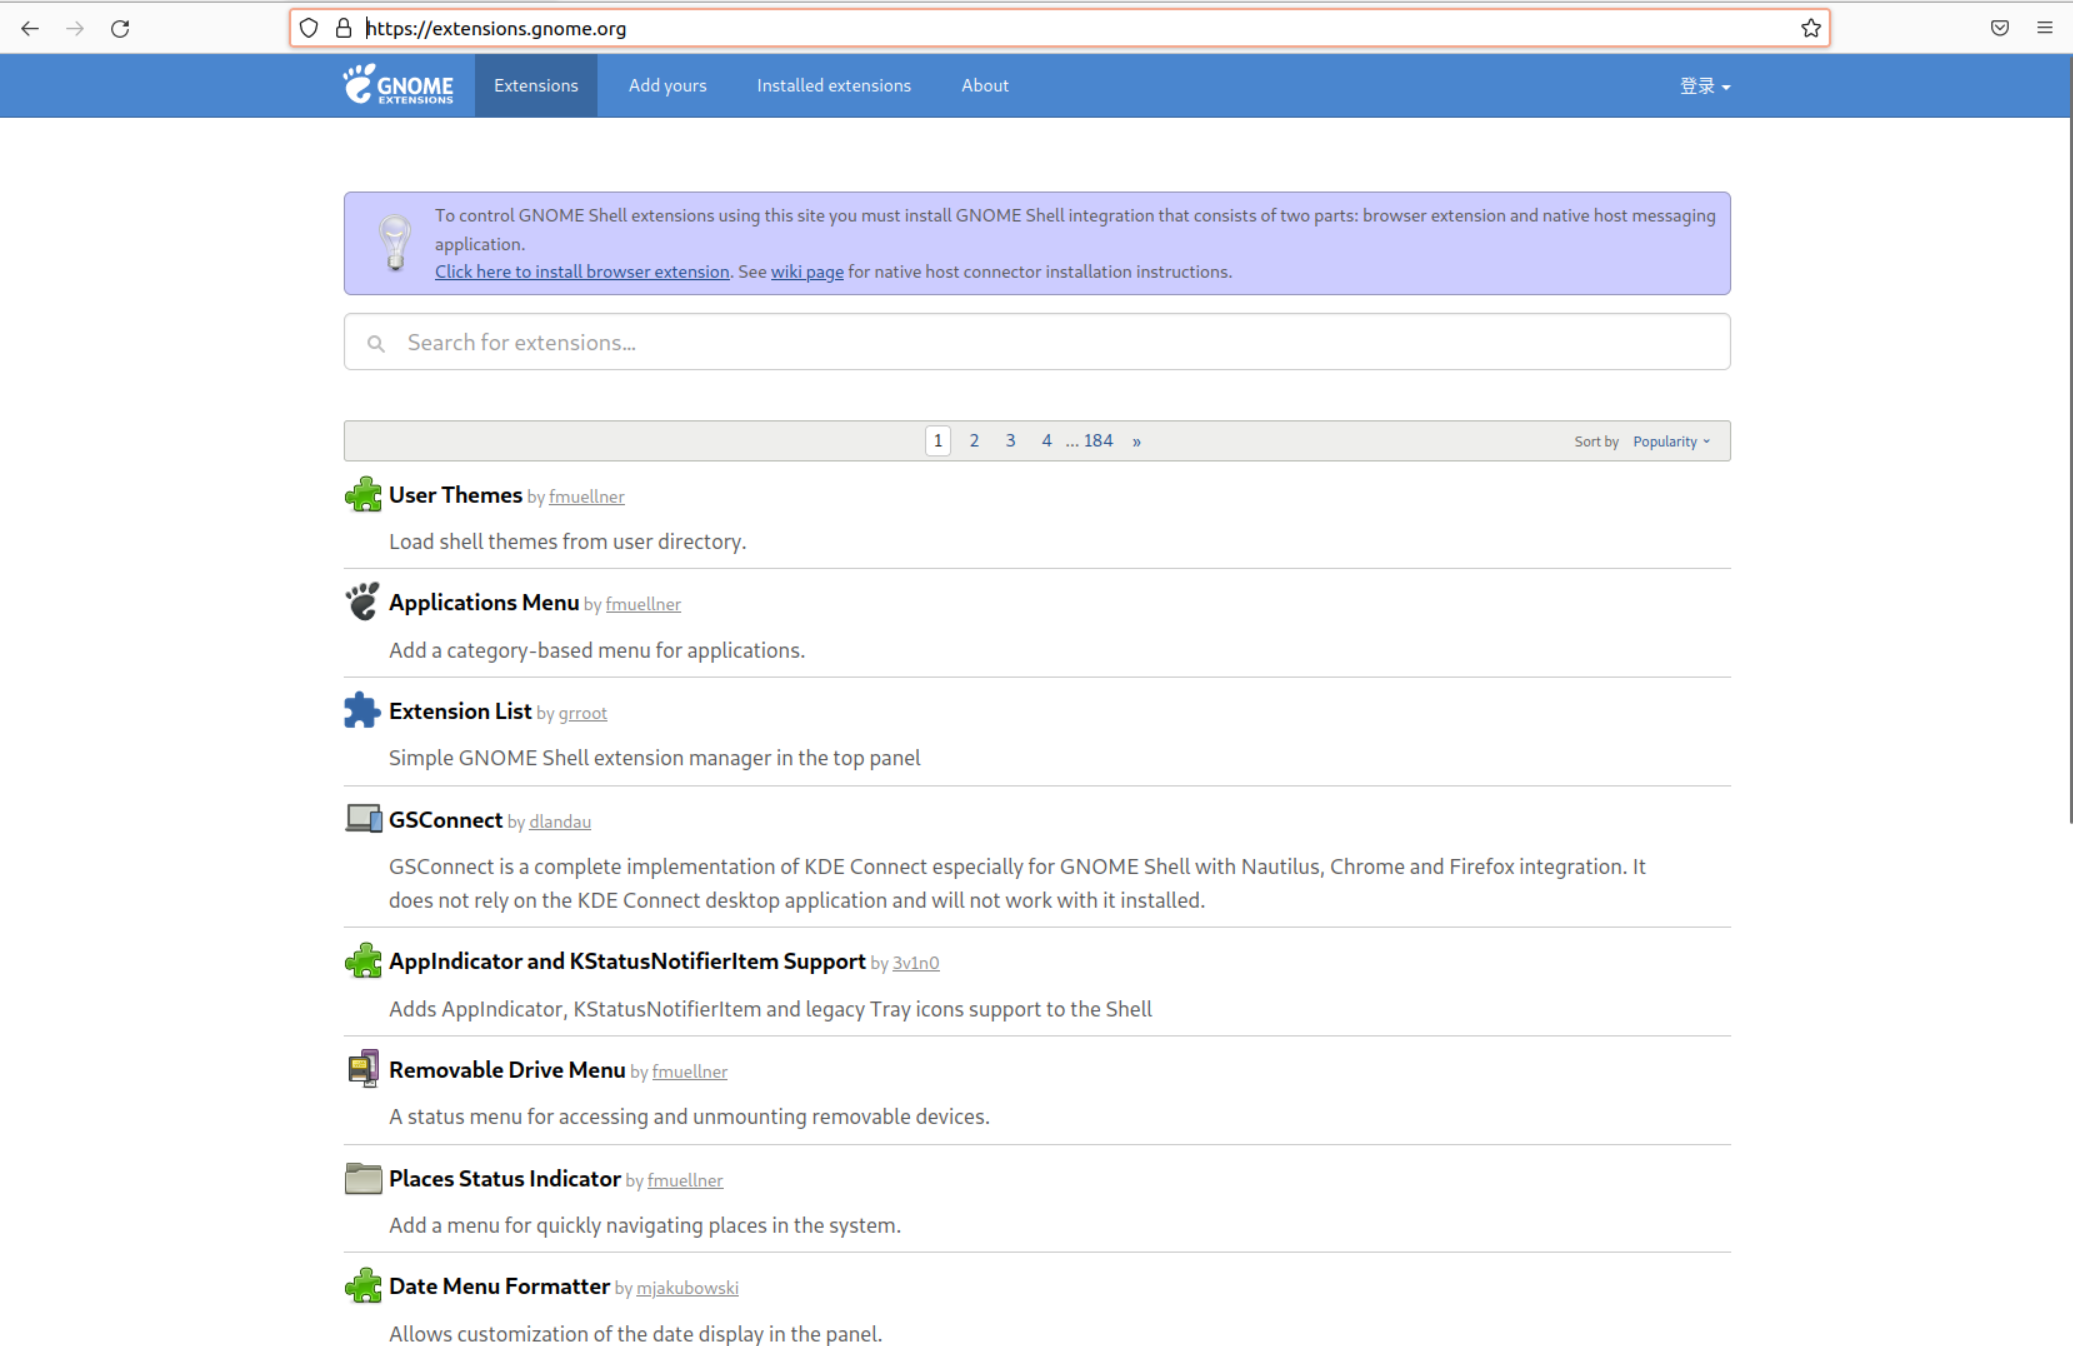 https://extensions.gnome.org
GNOME
EXTENSIONS
Extensions
Add yours
Installed extensions
About
登录
To control GNOME Shell extensions using this site you must install GNOME Shell integration that consists of two parts: browser extension and native host messaging
application.
Click here to install browser extension. See wiki page for native host connector installation instructions.
Search for extensions...
1 2 3 4 ... 184 »
Sort by Popularity
User Themes by fmuellner
Load shell themes from user directory.
Applications Menu by fmuellner
Add a category-based menu for applications.
Extension List by grroot
Simple GNOME Shell extension manager in the top panel
GSConnect by dlandau
GSConnect is a complete implementation of KDE Connect especially for GNOME Shell with Nautilus, Chrome and Firefox integration. It
does not rely on the KDE Connect desktop application and will not work with it installed.
AppIndicator and KStatusNotifierItem Support by 3v1n0
Adds AppIndicator, KStatusNotifierItem and legacy Tray icons support to the Shell
Removable Drive Menu by fmuellner
A status menu for accessing and unmounting removable devices.
Places Status Indicator by fmuellner
Add a menu for quickly navigating places in the system.
Date Menu Formatter by mjakubowski
Allows customization of the date display in the panel.